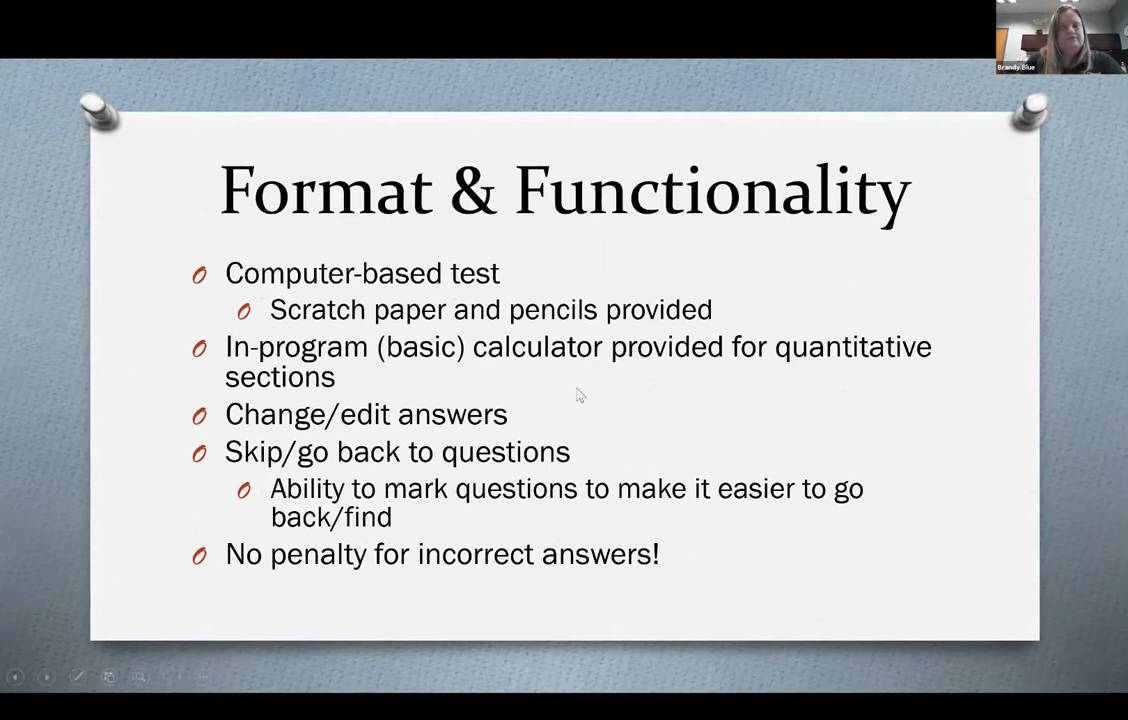 Brandy Blue
Format & Functionality
Computer-based test
Scratch paper and pencils provided
In-program (basic) calculator provided for quantitative
sections
Change/edit answers
Skip/go back to questions
Ability to mark questions to make it easier to go
back/find
No penalty for incorrect answers!